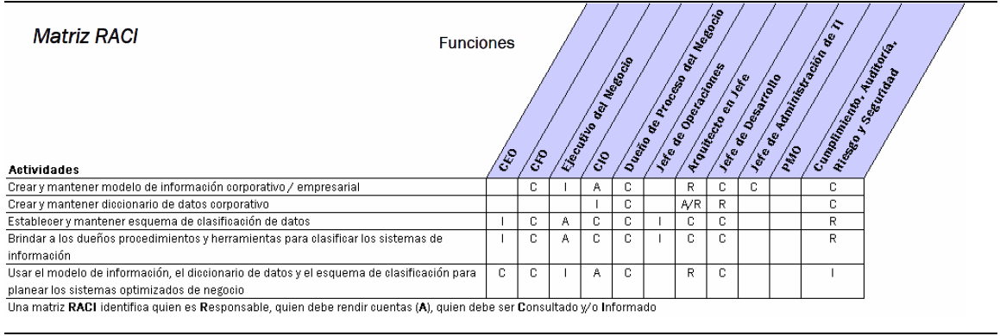 Matriz RACI
Funciones
CEO
CFO
Ejecutivo del Negocio
CIO
Dueño de Proceso del Negocio
Jefe de Operaciones
Arquitecto en Jefe
Jefe de Desarrollo
Jefe de Administración de TI
PMO
Cumplimiento, Auditoría,
Riesgo y Seguridad
Actividades
Crear y mantener modelo de información corporativo / empresarial C I A C R C C C
Crear y mantener diccionario de datos corporativo I C A/R R C
Establecer y mantener esquema de clasificación de datos I C A C C I C C R
Brindar a los dueños procedimientos y herramientas para clasificar los sistemas de I C A C C I C C R
información
Usar el modelo de información, el diccionario de datos y el esquema de clasificación para C C I A C R C I
planear los sistemas optimizados de negocio
Una matriz RACI identifica quien es Responsable, quien debe rendir cuentas (A), quien debe ser Consultado y/o Informado